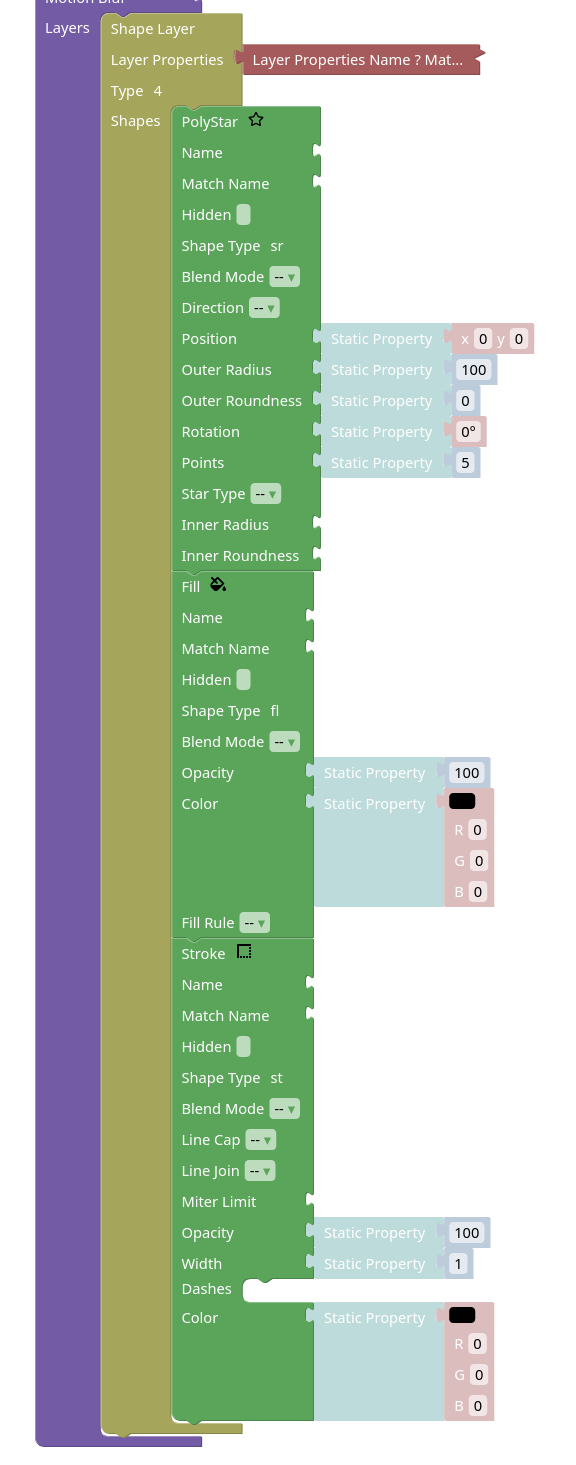 Motion Blur
Layers
Shape Layer
Layer Properties Layer Properties Name ? Mat...
Type 4
Shapes
PolyStar
Name
Match Name
Hidden
Shape Type sr
Blend Mode -- ▾
Direction -- ▾
Position Static Property x 0 y 0
Outer Radius Static Property 100
Outer Roundness Static Property 0
Rotation Static Property 0°
Points Static Property 5
Star Type -- ▾
Inner Radius
Inner Roundness
Fill
Name
Match Name
Hidden
Shape Type fl
Blend Mode -- ▾
Opacity Static Property 100
Color Static Property
R 0
G 0
B 0
Fill Rule -- ▾
Stroke
Name
Match Name
Hidden
Shape Type st
Blend Mode -- ▾
Line Cap -- ▾
Line Join -- ▾
Miter Limit
Opacity Static Property 100
Width Static Property 1
Dashes
Color Static Property
R 0
G 0
B 0